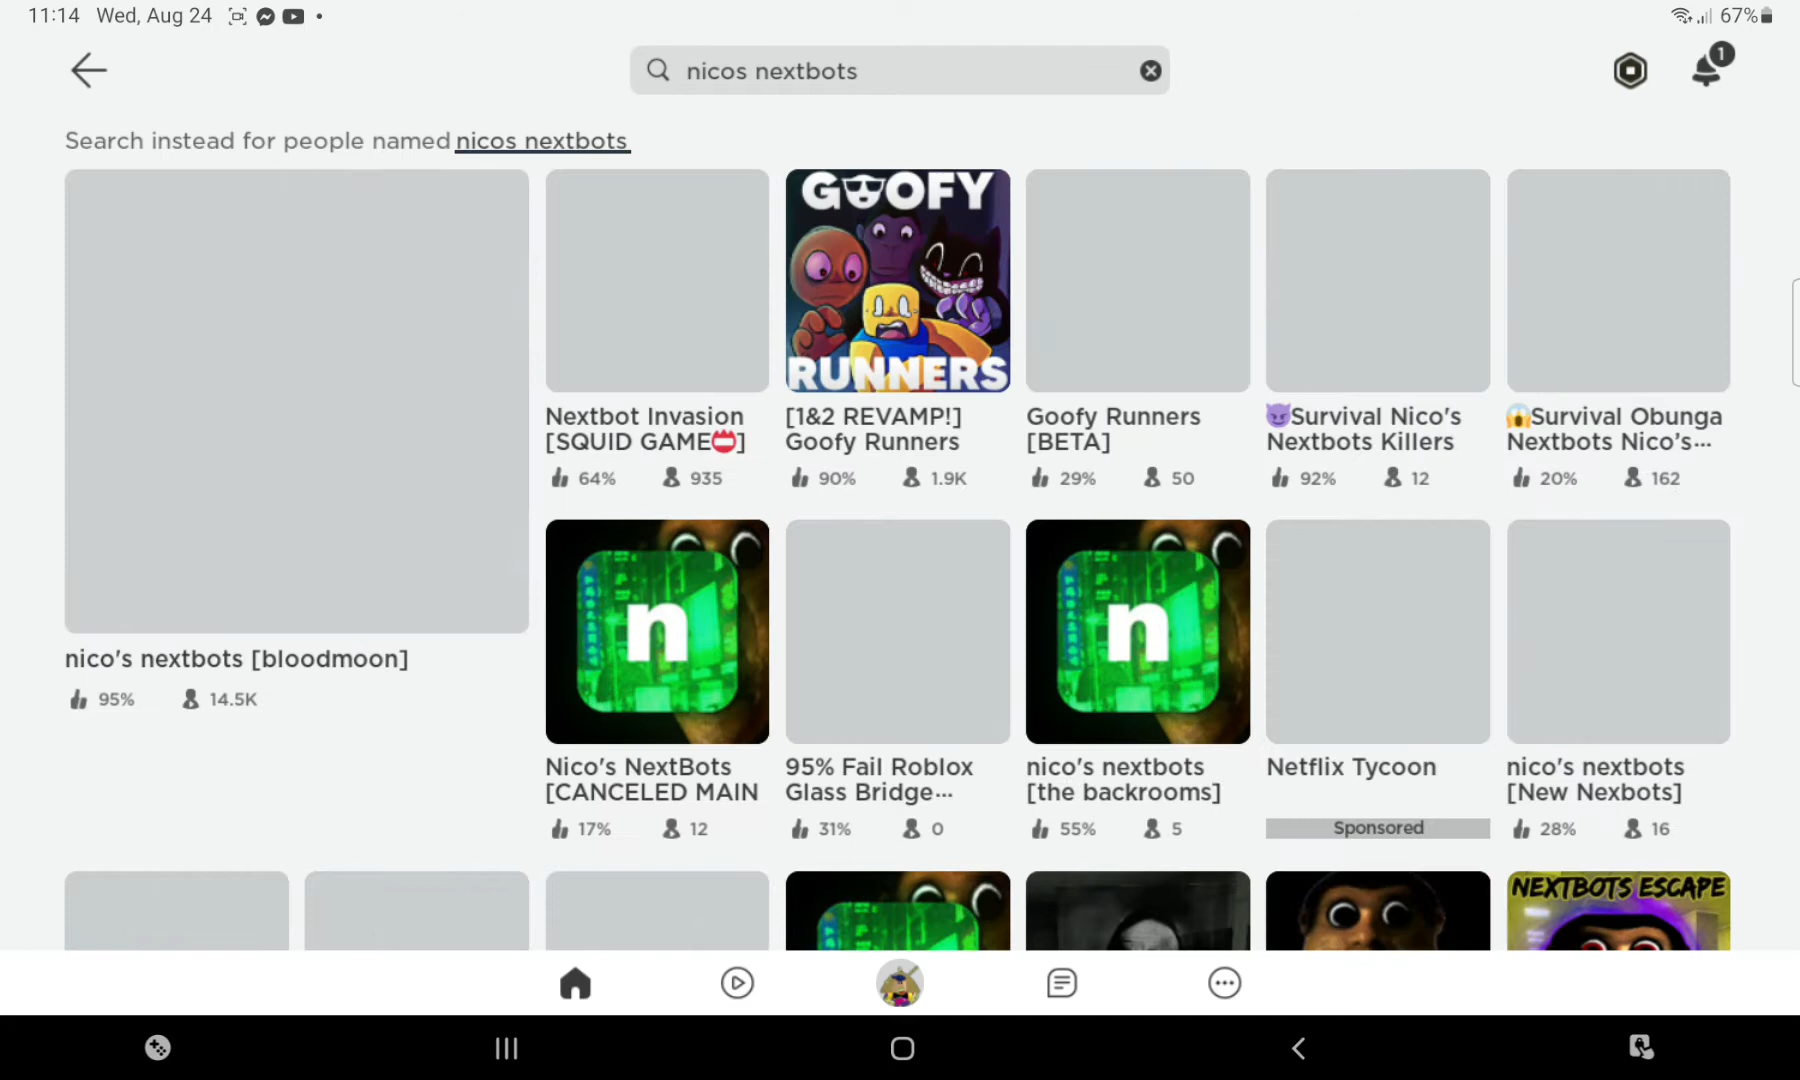 11:14 Wed, Aug 24
67%
nicos nextbots
1
Search instead for people named nicos nextbots
GOOFY
RUNNERS
Nextbot Invasion
[SQUID GAME📛]
64% 935
[1&2 REVAMP!]
Goofy Runners
90% 1.9K
Goofy Runners
[BETA]
29% 50
😈Survival Nico's
Nextbots Killers
92% 12
😱Survival Obunga
Nextbots Nico's...
20% 162
nico's nextbots [bloodmoon]
95% 14.5K
n
Nico's NextBots
[CANCELED MAIN
17% 12
95% Fail Roblox
Glass Bridge...
31% 0
n
nico's nextbots
[the backrooms]
55% 5
Netflix Tycoon
Sponsored
nico's nextbots
[New Nexbots]
28% 16
NEXTBOTS ESCAPE